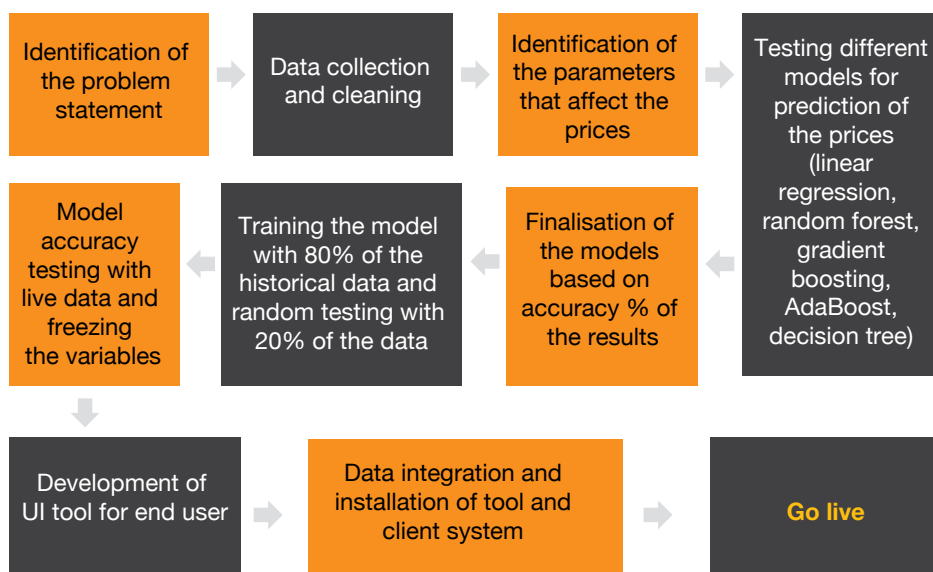 Identification of
the problem
statement
Data collection
and cleaning
Identification of
the parameters
that affect the
prices
Testing different
models for
prediction of
the prices
(linear
regression,
random forest,
gradient
boosting,
AdaBoost,
decision tree)
Finalisation of
the models
based on
accuracy % of
the results
Training the model
with 80% of the
historical data and
random testing with
20% of the data
Model
accuracy
testing with
live data and
freezing
the variables
Development of
UI tool for end user
Data integration and
installation of tool and
client system
Go live